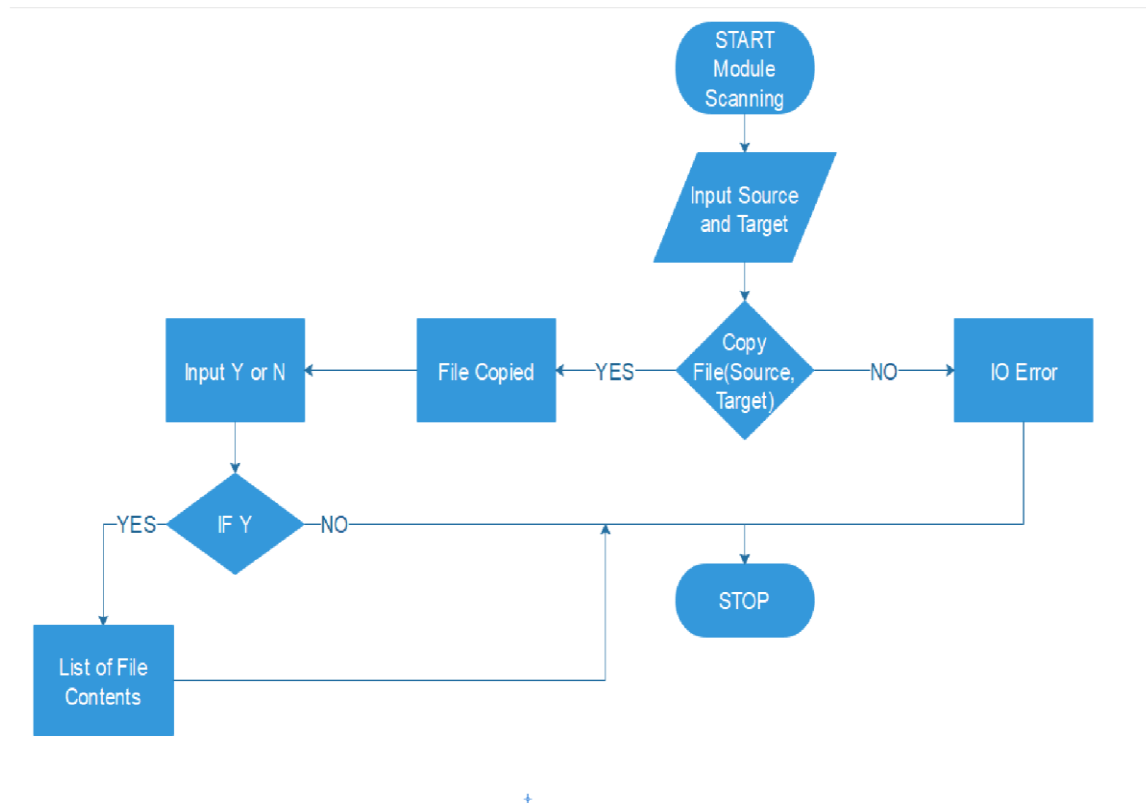 START
Module
Scanning
Input Source
and Target
Copy
File(Source,
Target)
YES
NO
File Copied
IO Error
Input Y or N
IF Y
YES
NO
STOP
List of File
Contents